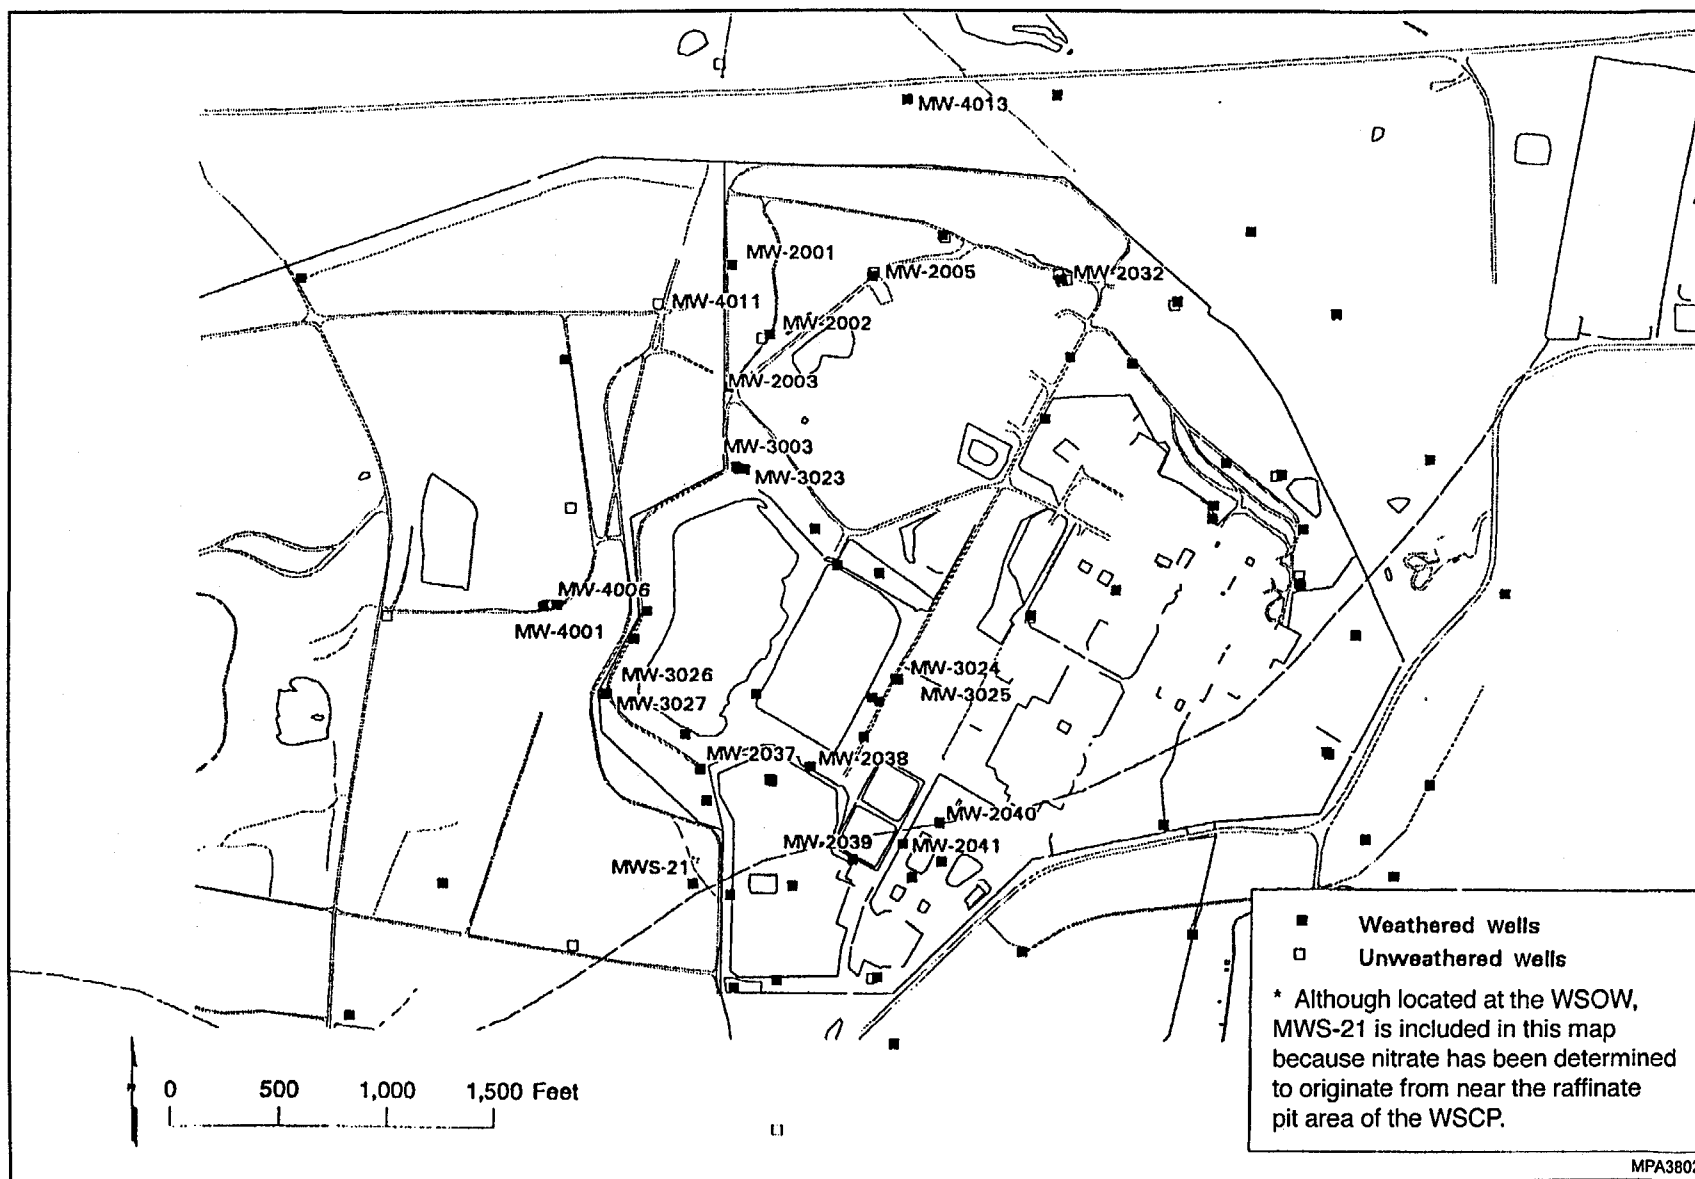 MW-4013
MW-2001
MW-2005
MW-2032
MW-4011
MW-2002
MW-2003
MW-3003
MW-3023
MW-4006
MW-4001
MW-3024
MW-3026
MW-3025
MW-3027
MW-2037
MW-2038
MW-2040
MW-2039
MW-2041
MWS-21*
Weathered wells
Unweathered wells
* Although located at the WSOW,
MWS-21 is included in this map
because nitrate has been determined
to originate from near the raffinate
pit area of the WSCP.
0 500 1,000 1,500 Feet
MPA3802